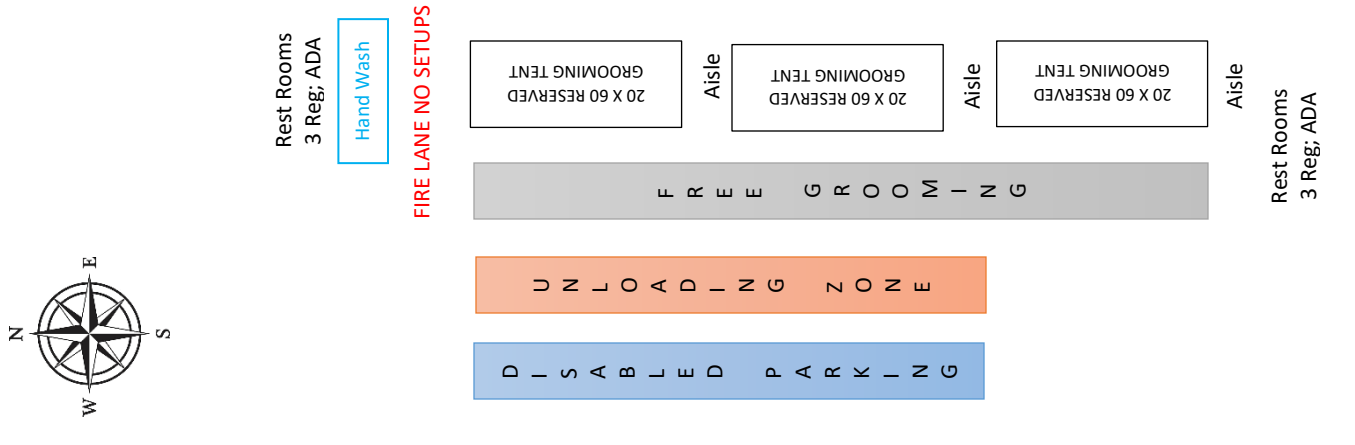 Rest Rooms
3 Reg; ADA
Hand Wash
FIRE LANE NO SETUPS
20 X 60 RESERVED
GROOMING TENT
Aisle
20 X 60 RESERVED
GROOMING TENT
Aisle
20 X 60 RESERVED
GROOMING TENT
Aisle
Rest Rooms
3 Reg; ADA
FREE GROOMING
UNLOADING ZONE
DISABLED PARKING
N
E
S
W